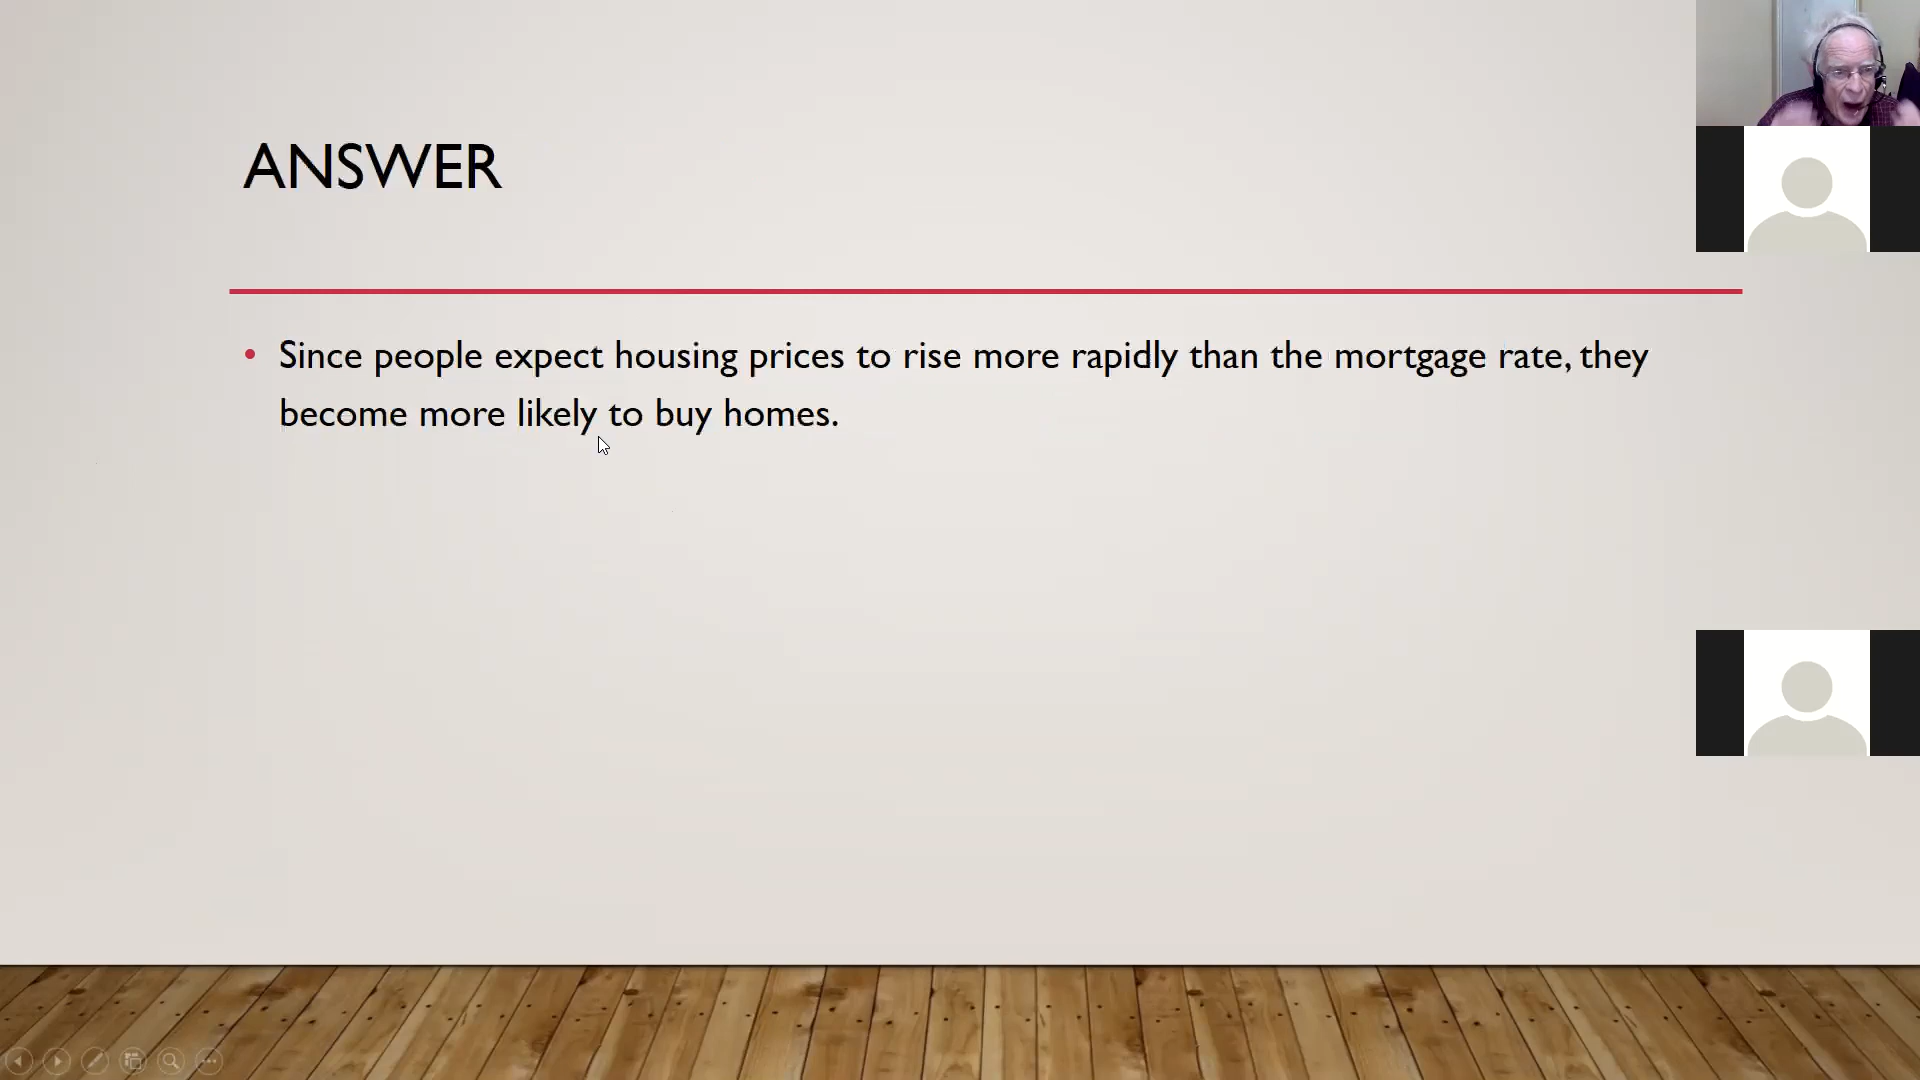 ANSWER
• Since people expect housing prices to rise more rapidly than the mortgage rate, they
become more likely to buy homes.